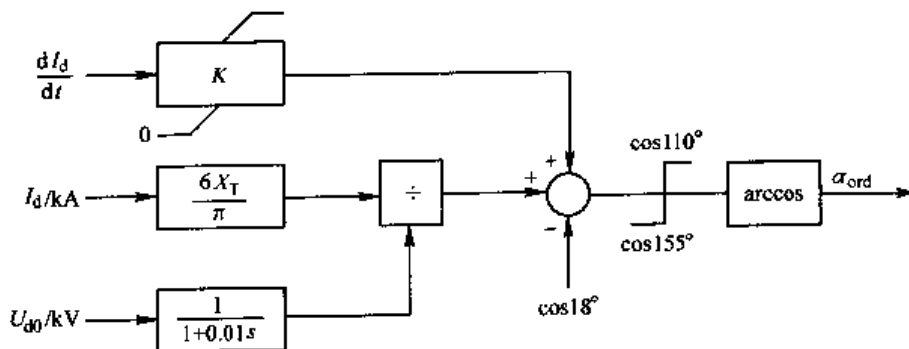 dI_d
dt
K
0
I_d/kA
6X_T
π
÷
U_d0/kV
1
1+0.01s
+
+
−
cos18°
cos110°
cos155°
arccos
α_ord